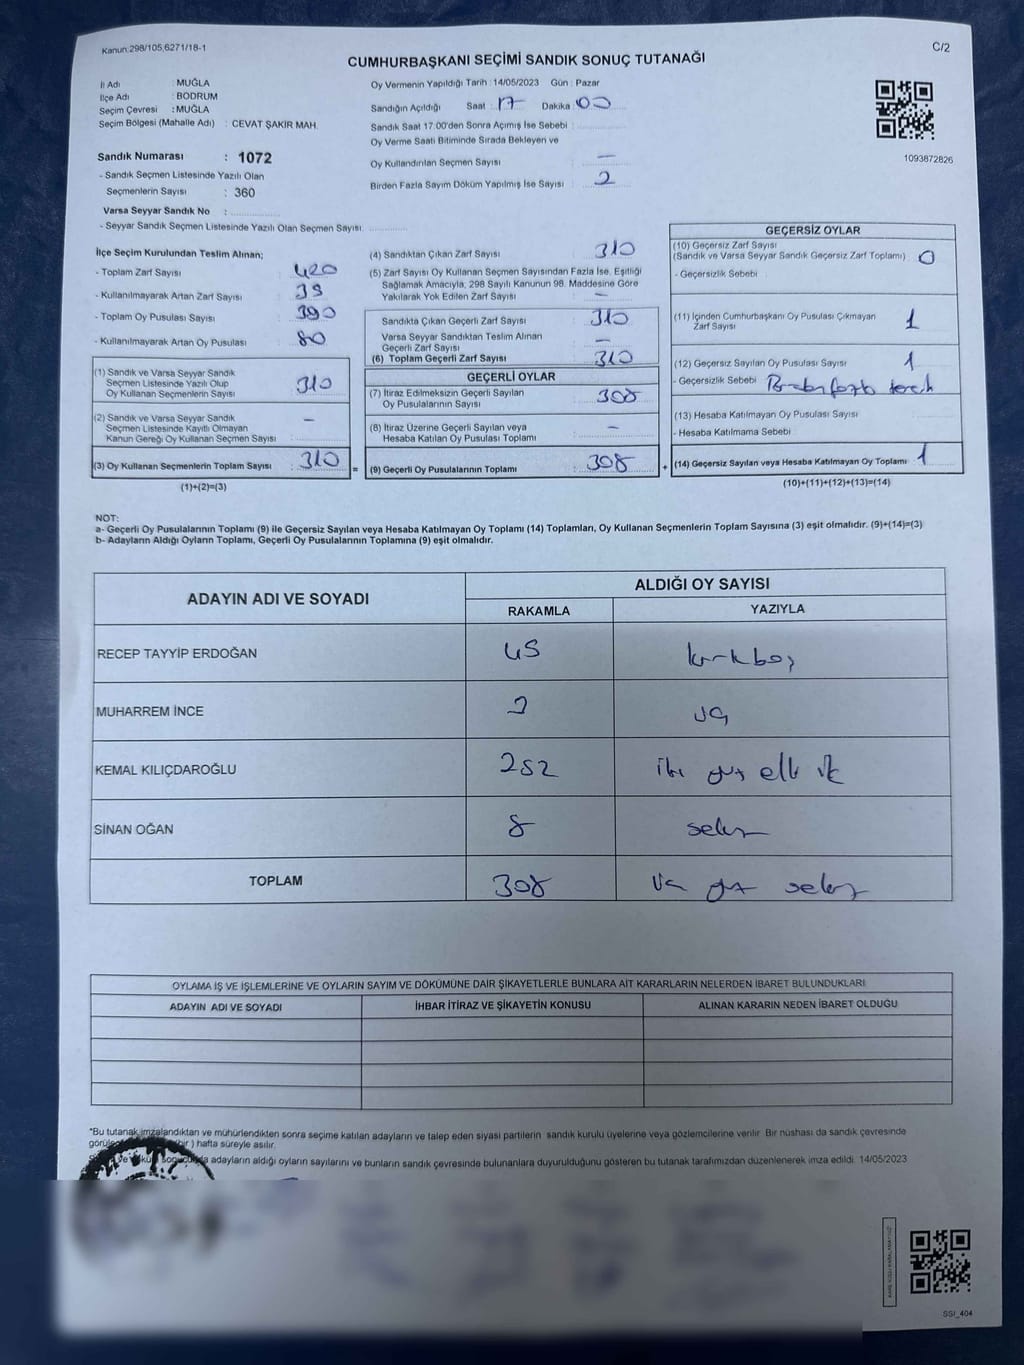 Kanun:298/105,6271/18-1
C/2
CUMHURBAŞKANI SEÇİMİ SANDIK SONUÇ TUTANAĞI
İl Adı : MUĞLA
İlçe Adı : BODRUM
Seçim Çevresi : MUĞLA
Seçim Bölgesi (Mahalle Adı) : CEVAT ŞAKİR MAH.
Sandık Numarası : 1072
- Sandık Seçmen Listesinde Yazılı Olan
Seçmenlerin Sayısı : 360
Varsa Seyyar Sandık No :
- Seyyar Sandık Seçmen Listesinde Yazılı Olan Seçmen Sayısı:
Oy Vermenin Yapıldığı Tarih :14/05/2023 Gün : Pazar
Sandığın Açıldığı Saat : 17 Dakika : 00
Sandık Saat 17.00'den Sonra Açımış İse Sebebi :
Oy Verme Saati Bitiminde Sırada Bekleyen ve
Oy Kullandırılan Seçmen Sayısı : —
Birden Fazla Sayım Döküm Yapılmış İse Sayısı : 2
1093872826
İlçe Seçim Kurulundan Teslim Alınan;
- Toplam Zarf Sayısı : 420
- Kullanılmayarak Artan Zarf Sayısı :
- Toplam Oy Pusulası Sayısı : 390
- Kullanılmayarak Artan Oy Pusulası : 80
(1) Sandık ve Varsa Seyyar Sandık
Seçmen Listesinde Yazılı Olup
Oy Kullanan Seçmenlerin Sayısı : 310
(2) Sandık ve Varsa Seyyar Sandık
Seçmen Listesinde Kayıtlı Olmayan
Kanun Gereği Oy Kullanan Seçmen Sayısı : —
(3) Oy Kullanan Seçmenlerin Toplam Sayısı : 310
(1)+(2)=(3)
=
(4) Sandıktan Çıkan Zarf Sayısı : 310
(5) Zarf Sayısı Oy Kullanan Seçmen Sayısından Fazla İse, Eşitliği
Sağlamak Amacıyla, 298 Sayılı Kanunun 98. Maddesine Göre
Yakılarak Yok Edilen Zarf Sayısı : —
Sandıkta Çıkan Geçerli Zarf Sayısı : 310
Varsa Seyyar Sandıktan Teslim Alınan
Geçerli Zarf Sayısı : —
(6) Toplam Geçerli Zarf Sayısı : 310
GEÇERLİ OYLAR
(7) İtiraz Edilmeksizin Geçerli Sayılan
Oy Pusulalarının Sayısı : 308
(8) İtiraz Üzerine Geçerli Sayılan veya
Hesaba Katılan Oy Pusulası Toplamı : —
(9) Geçerli Oy Pusulalarının Toplamı : 308
+
GEÇERSİZ OYLAR
(10) Geçersiz Zarf Sayısı
(Sandık ve Varsa Seyyar Sandık Geçersiz Zarf Toplamı) : 0
- Geçersizlik Sebebi :
(11) İçinden Cumhurbaşkanı Oy Pusulası Çıkmayan
Zarf Sayısı : 1
(12) Geçersiz Sayılan Oy Pusulası Sayısı : 1
- Geçersizlik Sebebi : Birden fazla tercih
(13) Hesaba Katılmayan Oy Pusulası Sayısı :
- Hesaba Katılmama Sebebi :
(14) Geçersiz Sayılan veya Hesaba Katılmayan Oy Toplamı : 1
(10)+(11)+(12)+(13)=(14)
NOT:
a- Geçerli Oy Pusulalarının Toplamı (9) ile Geçersiz Sayılan veya Hesaba Katılmayan Oy Toplamı (14) Toplamları, Oy Kullanan Seçmenlerin Toplam Sayısına (3) eşit olmalıdır. (9)+(14)=(3)
b- Adayların Aldığı Oyların Toplamı, Geçerli Oy Pusulalarının Toplamına (9) eşit olmalıdır.
ADAYIN ADI VE SOYADI
ALDIĞI OY SAYISI
RAKAMLA YAZIYLA
RECEP TAYYİP ERDOĞAN 45 kırkbeş
MUHARREM İNCE 3 üç
KEMAL KILIÇDAROĞLU 252 iki yüz elli iki
SİNAN OĞAN 8 sekiz
TOPLAM 308 üç yüz sekiz
OYLAMA İŞ VE İŞLEMLERİNE VE OYLARIN SAYIM VE DÖKÜMÜNE DAİR ŞİKAYETLERLE BUNLARA AİT KARARLARIN NELERDEN İBARET BULUNDUKLARI
ADAYIN ADI VE SOYADI İHBAR İTİRAZ VE ŞİKAYETİN KONUSU ALINAN KARARIN NEDEN İBARET OLDUĞU
*Bu tutanak imzalandıktan ve mühürlendikten sonra seçime katılan adayların ve talep eden siyasi partilerin sandık kurulu üyelerine veya gözlemcilerine verilir. Bir nüshası da sandık çevresinde
bir ) hafta süreyle asılır.
adayların aldığı oyların sayılarını ve bunların sandık çevresinde bulunanlara duyurulduğunu gösteren bu tutanak tarafımızdan düzenlenerek imza edildi. 14/05/2023
SSI_404